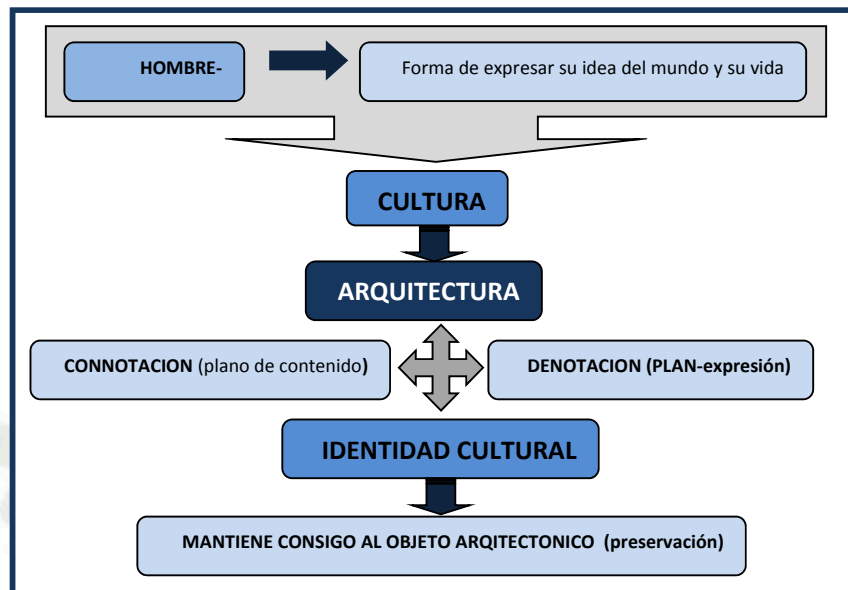 HOMBRE-
Forma de expresar su idea del mundo y su vida
CULTURA
ARQUITECTURA
CONNOTACION (plano de contenido)
DENOTACION (PLAN-expresión)
IDENTIDAD CULTURAL
MANTIENE CONSIGO AL OBJETO ARQITECTONICO (preservación)